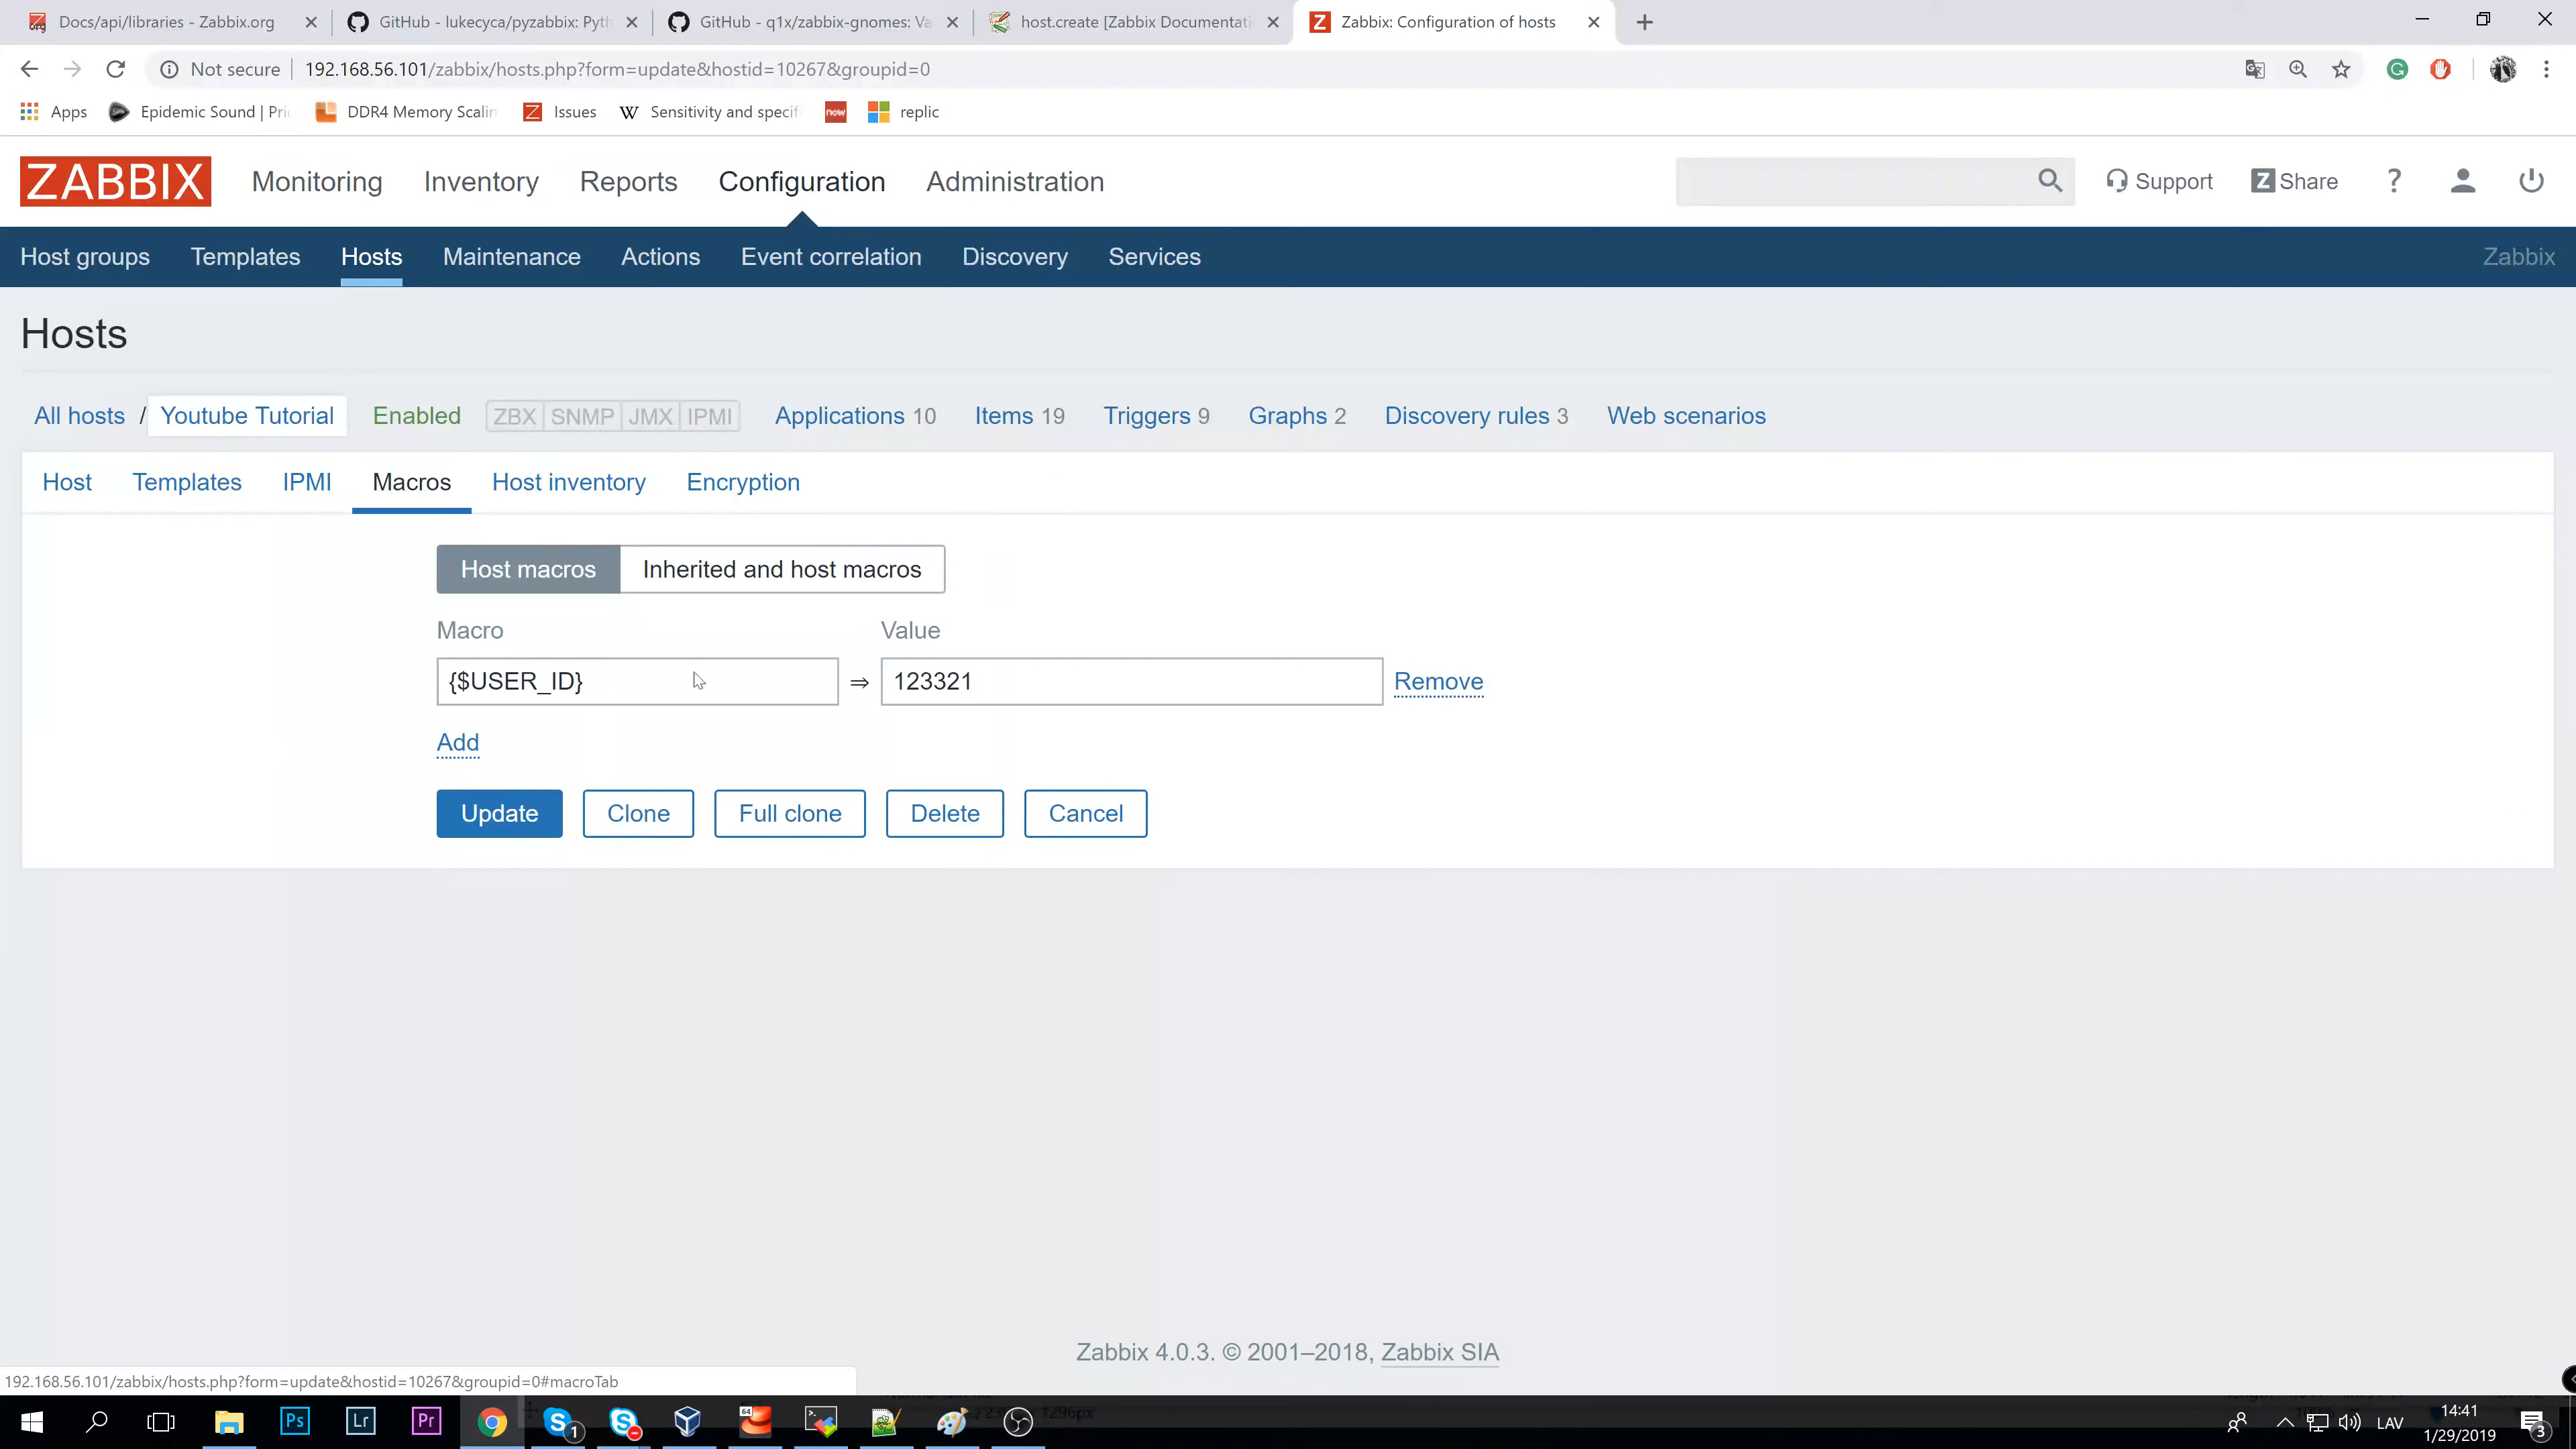 Docs/api/libraries - Zabbix.org
GitHub - lukecyca/pyzabbix: Pyth
GitHub - q1x/zabbix-gnomes: Va
host.create [Zabbix Documentati
Zabbix: Configuration of hosts
Not secure
192.168.56.101/zabbix/hosts.php?form=update&hostid=10267&groupid=0
Apps
Epidemic Sound | Pri
DDR4 Memory Scalin
Issues
Sensitivity and specif
now
replic
ZABBIX
Monitoring
Inventory
Reports
Configuration
Administration
Support
Z Share
?
Host groups
Templates
Hosts
Maintenance
Actions
Event correlation
Discovery
Services
Zabbix
Hosts
All hosts / Youtube Tutorial
Enabled
ZBX SNMP JMX IPMI
Applications 10
Items 19
Triggers 9
Graphs 2
Discovery rules 3
Web scenarios
Host
Templates
IPMI
Macros
Host inventory
Encryption
Host macros
Inherited and host macros
Macro
Value
{$USER_ID}
⇒
123321
Remove
Add
Update
Clone
Full clone
Delete
Cancel
Zabbix 4.0.3. © 2001–2018, Zabbix SIA
192.168.56.101/zabbix/hosts.php?form=update&hostid=10267&groupid=0#macroTab
Ps
Lr
Pr
1
64
1296px
LAV
14:41
1/29/2019
3